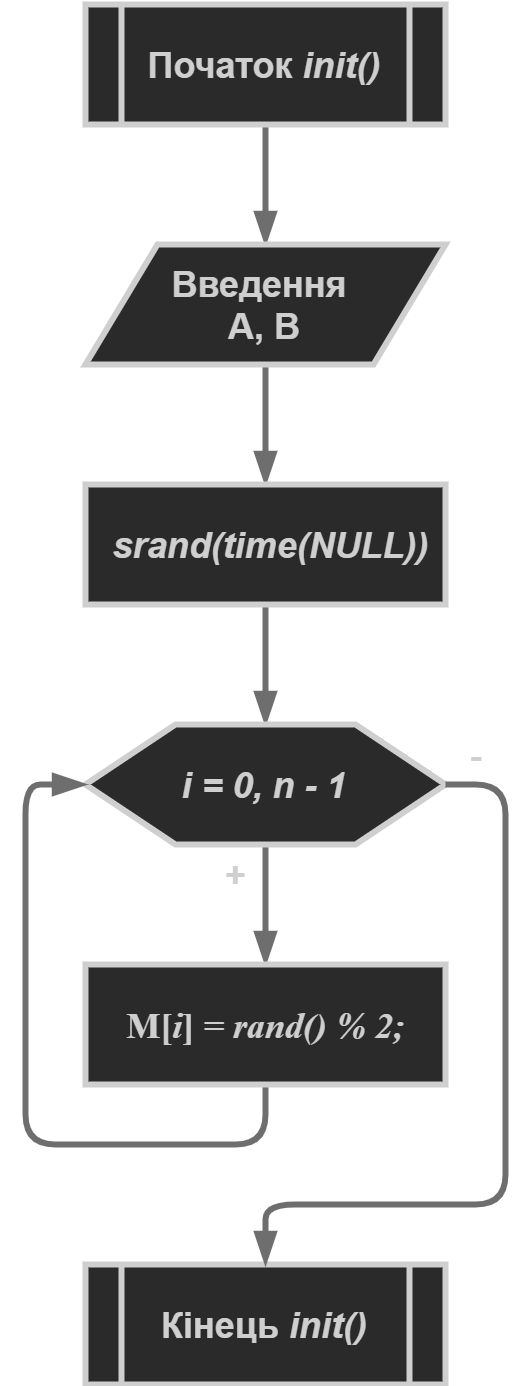 Початок init()
Введення
A, B
srand(time(NULL))
i = 0, n - 1
-
+
M[i] = rand() % 2;
Кінець init()